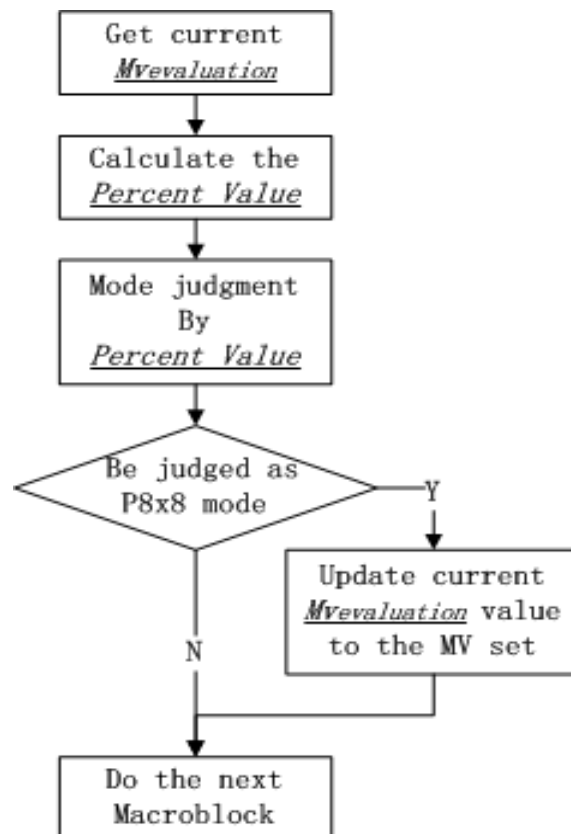 Get current
Mvevaluation
Calculate the
Percent Value
Mode judgment
By
Percent Value
Be judged as
P8x8 mode
Y
Update current
Mvevaluation value
to the MV set
N
Do the next
Macroblock